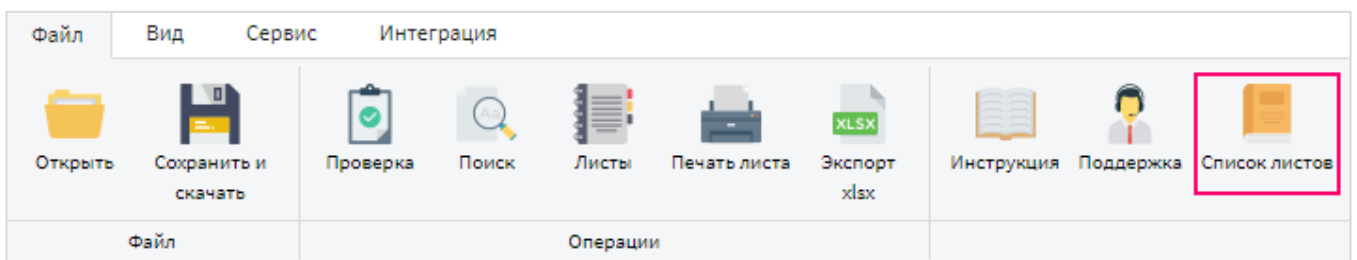 Файл Вид Сервис Интеграция
Aa XLSX
Открыть Сохранить и Проверка Поиск Листы Печать листа Экспорт Инструкция Поддержка Список листов
скачать xlsx
Файл Операции